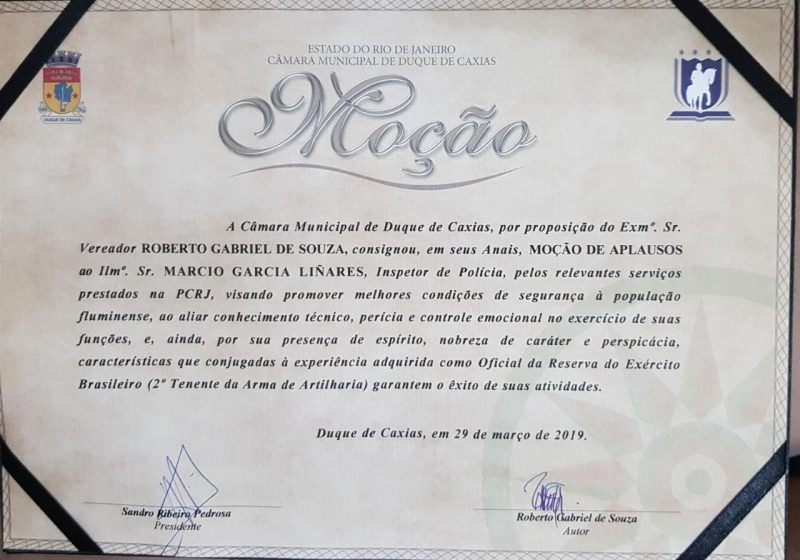 ESTADO DO RIO DE JANEIRO
CÂMARA MUNICIPAL DE DUQUE DE CAXIAS
Moção
DUQUE DE CAXIAS
A Câmara Municipal de Duque de Caxias, por proposição do Exmº. Sr.
Vereador ROBERTO GABRIEL DE SOUZA, consignou, em seus Anais, MOÇÃO DE APLAUSOS
ao Ilmº. Sr. MARCIO GARCIA LIÑARES, Inspetor de Polícia, pelos relevantes serviços
prestados na PCRJ, visando promover melhores condições de segurança à população
fluminense, ao aliar conhecimento técnico, perícia e controle emocional no exercício de suas
funções, e, ainda, por sua presença de espírito, nobreza de caráter e perspicácia,
características que conjugadas à experiência adquirida como Oficial da Reserva do Exército
Brasileiro (2º Tenente da Arma de Artilharia) garantem o êxito de suas atividades.
Duque de Caxias, em 29 de março de 2019.
Sandro Ribeiro Pedrosa
Presidente
Roberto Gabriel de Souza
Autor